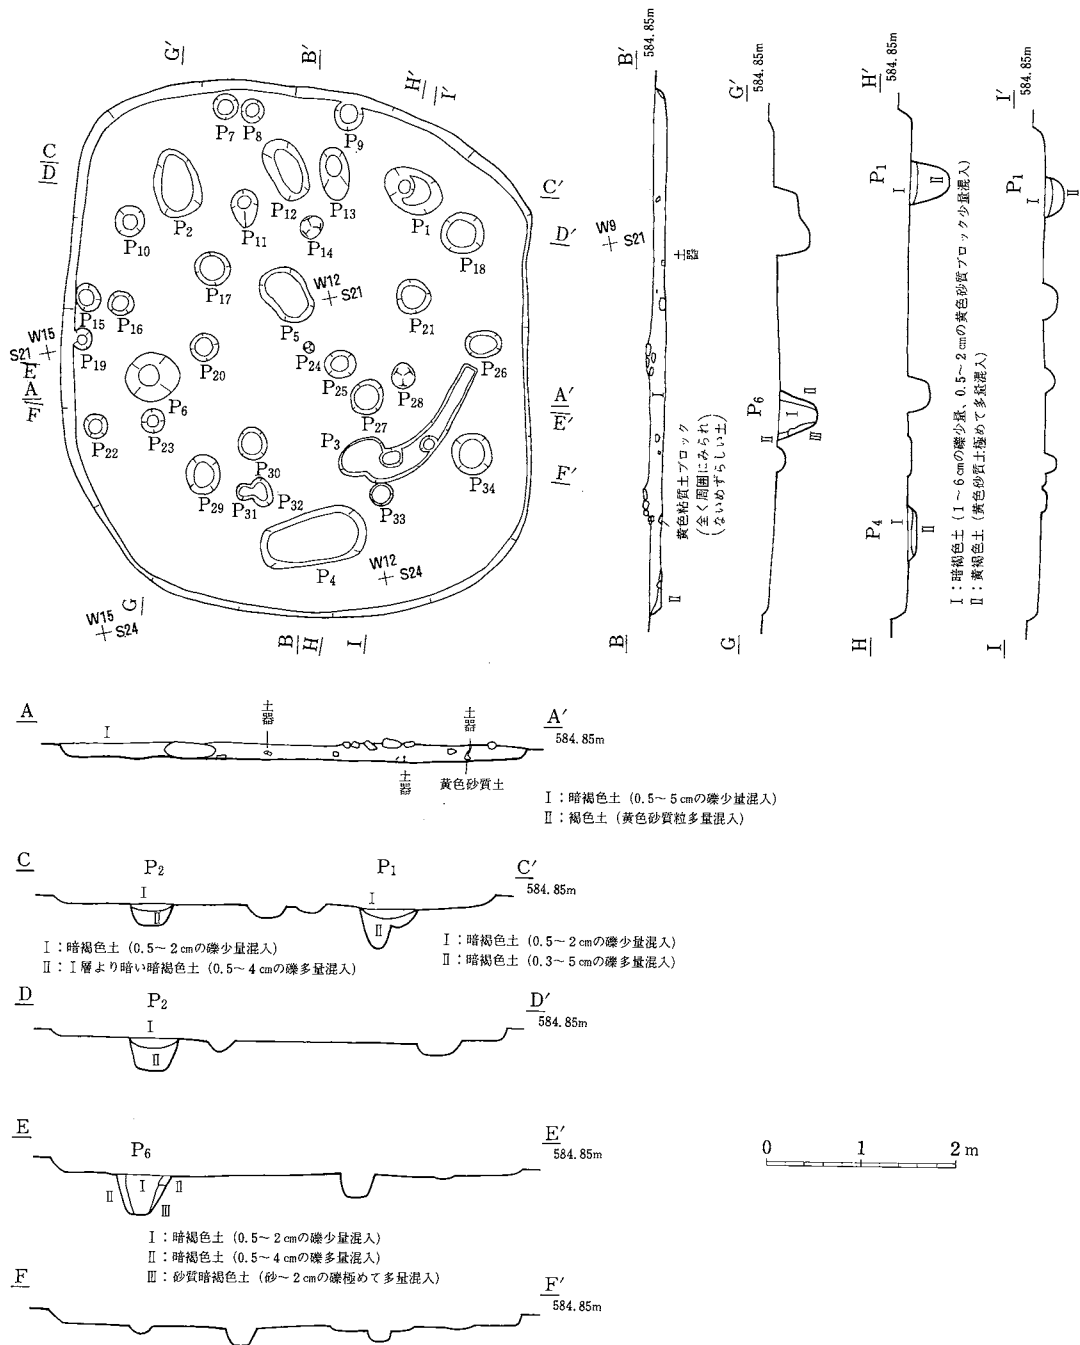 G′
B′
H′
I′
C
D
C′
D′
P7
P8
P9
P2
P12
P13
P1
P10
P11
P14
P18
P17
W12
S21
W9
S21
P15
P16
P5
P21
W15
S21
P19
P20
P24
P25
P26
P28
E
A
F
P6
P27
A′
E′
P22
P23
P3
F′
P30
P29
P31
P32
P33
P34
P4
W12
S24
W15
S24
G
B
H
I
B′
584.85m
土器
黄色粘質土ブロック
(全く周囲にみられ
(ないめずらしい土)
I
II
B
G′
584.85m
P6
II
I
II
III
G
H′
584.85m
P1
I
II
P4
I
II
H
I:暗褐色土(1~6cmの礫少量、0.5~2cmの黄色砂質ブロック少量混入)
II:黄褐色土(黄色砂質土極めて多量混入)
I′
584.85m
P1
I
II
I
A
I
土器
土器
A′
584.85m
土器
黄色砂質土
I:暗褐色土(0.5~5cmの礫少量混入)
II:褐色土(黄色砂質粒多量混入)
C
P2
P1
C′
584.85m
I
II
I
II
I:暗褐色土(0.5~2cmの礫少量混入)
II:I層より暗い暗褐色土(0.5~4cmの礫多量混入)
I:暗褐色土(0.5~2cmの礫少量混入)
II:暗褐色土(0.3~5cmの礫多量混入)
D
P2
D′
584.85m
I
II
E
P6
E′
584.85m
II
I
II
III
0 1 2m
I:暗褐色土(0.5~2cmの礫少量混入)
II:暗褐色土(0.5~4cmの礫多量混入)
III:砂質暗褐色土(砂~2cmの礫極めて多量混入)
F
F′
584.85m